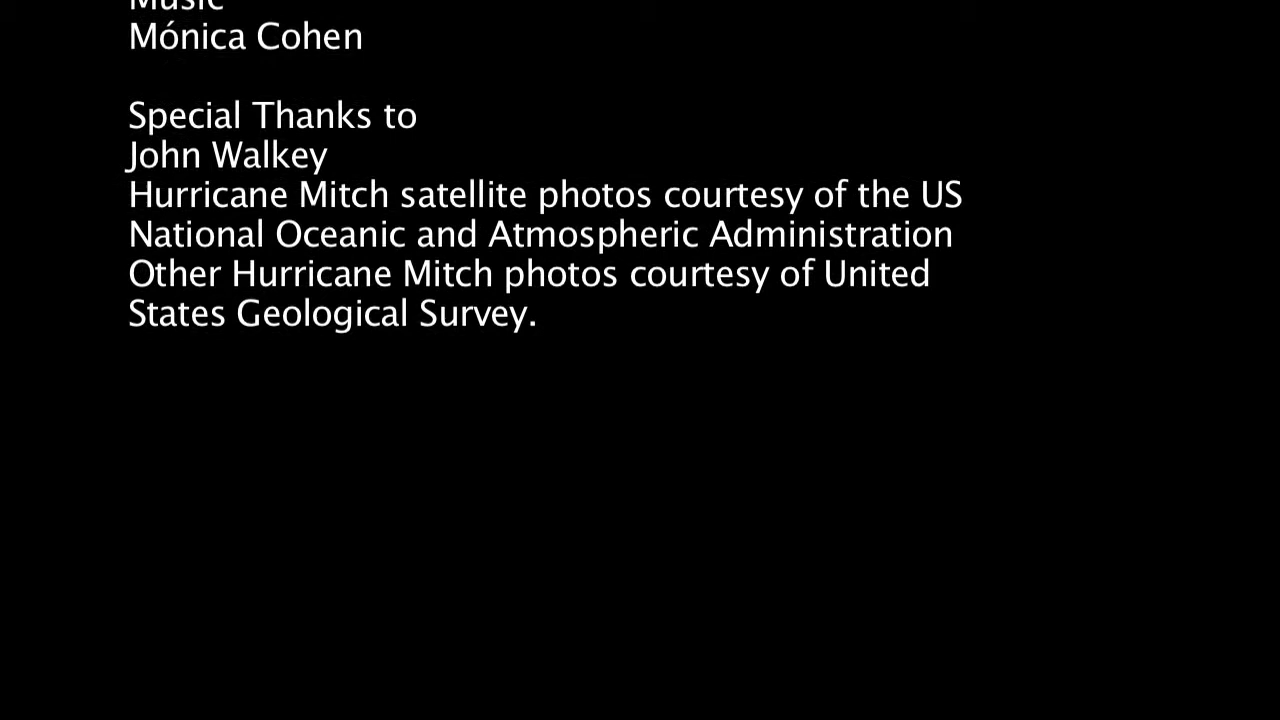 Music
Mónica Cohen
Special Thanks to
John Walkey
Hurricane Mitch satellite photos courtesy of the US
National Oceanic and Atmospheric Administration
Other Hurricane Mitch photos courtesy of United
States Geological Survey.